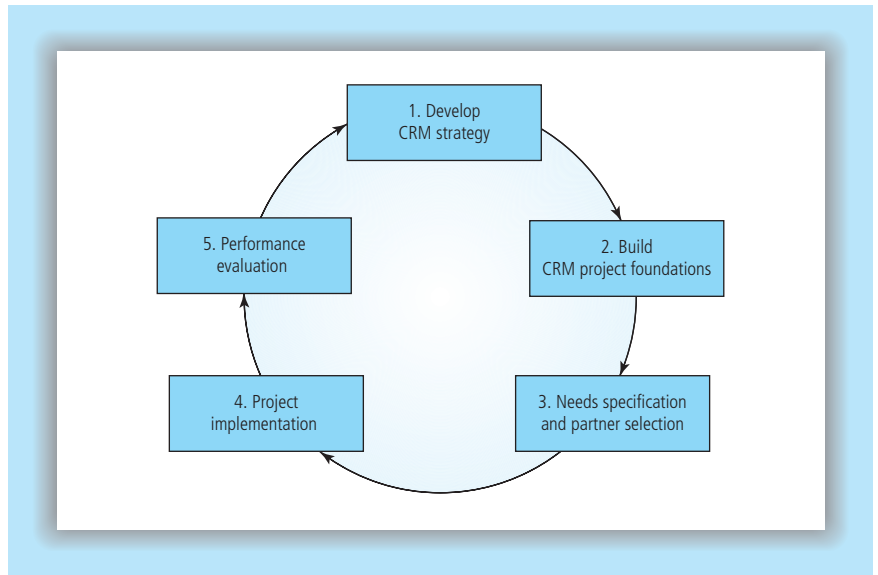 1. Develop
CRM strategy
2. Build
CRM project foundations
3. Needs specification
and partner selection
4. Project
implementation
5. Performance
evaluation